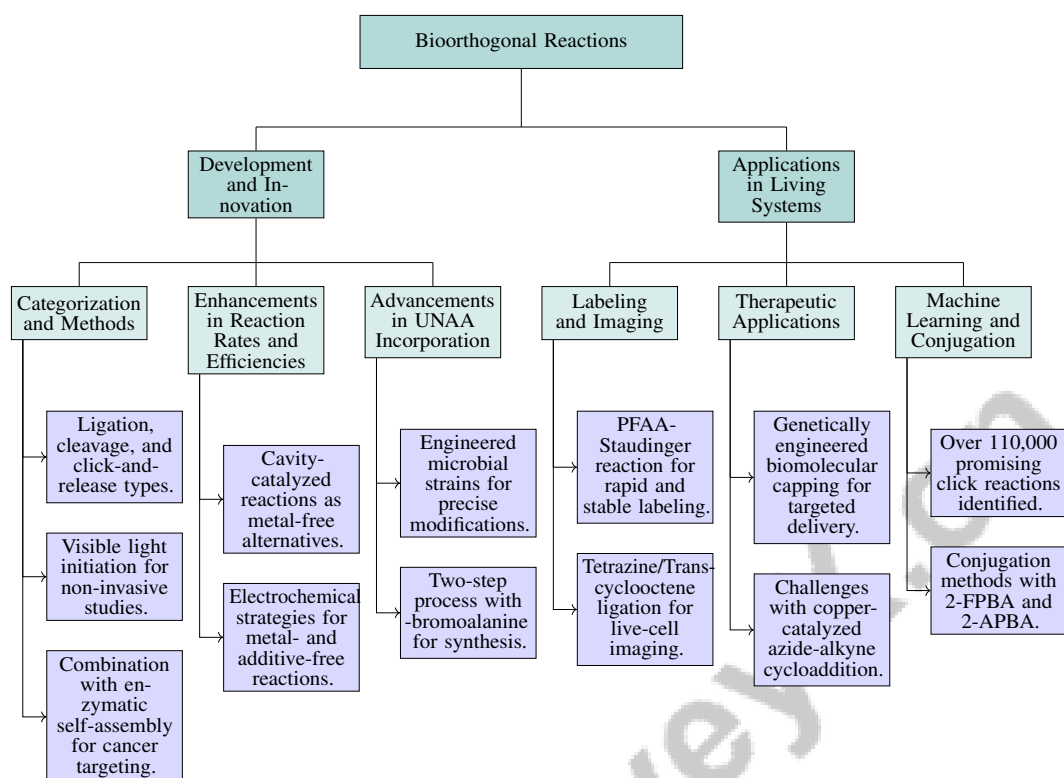 Bioorthogonal Reactions
Development
and In-
novation
Applications
in Living
Systems
Categorization
and Methods
Enhancements
in Reaction
Rates and
Efficiencies
Advancements
in UNAA
Incorporation
Labeling
and Imaging
Therapeutic
Applications
Machine
Learning and
Conjugation
Ligation,
cleavage, and
click-and-
release types.
Visible light
initiation for
non-invasive
studies.
Combination
with en-
zymatic
self-assembly
for cancer
targeting.
Cavity-
catalyzed
reactions as
metal-free
alternatives.
Electrochemical
strategies for
metal- and
additive-free
reactions.
Engineered
microbial
strains for
precise
modifications.
Two-step
process with
-bromoalanine
for synthesis.
PFAA-
Staudinger
reaction for
rapid and
stable labeling.
Tetrazine/Trans-
cyclooctene
ligation for
live-cell
imaging.
Genetically
engineered
biomolecular
capping for
targeted
delivery.
Challenges
with copper-
catalyzed
azide-alkyne
cycloaddition.
Over 110,000
promising
click reactions
identified.
Conjugation
methods with
2-FPBA and
2-APBA.